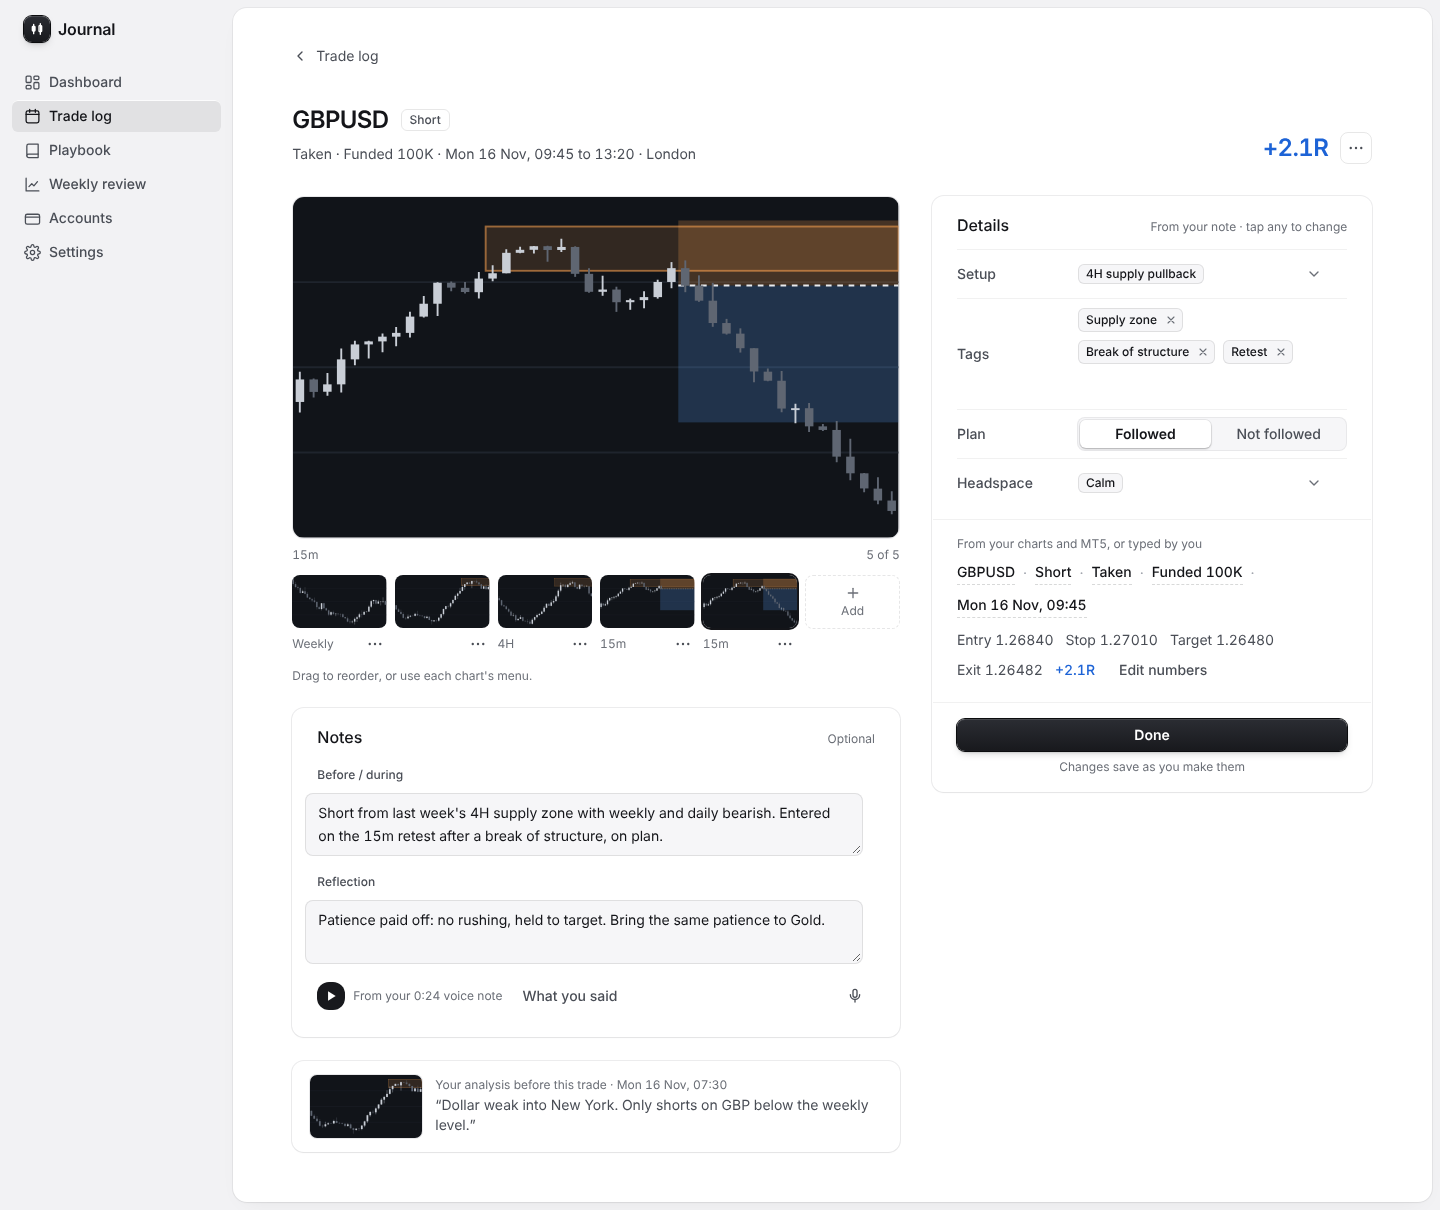 Journal
Dashboard
Trade log
Playbook
Weekly review
Accounts
Settings
Trade log
GBPUSD
Short
Taken · Funded 100K · Mon 16 Nov, 09:45 to 13:20 · London
+2.1R
15m
5 of 5
Weekly
4H
15m
15m
Add
Drag to reorder, or use each chart's menu.
Notes
Optional
Before / during
Short from last week's 4H supply zone with weekly and daily bearish. Entered
on the 15m retest after a break of structure, on plan.
Reflection
Patience paid off: no rushing, held to target. Bring the same patience to Gold.
From your 0:24 voice note
What you said
Your analysis before this trade · Mon 16 Nov, 07:30
“Dollar weak into New York. Only shorts on GBP below the weekly
level.”
Details
From your note · tap any to change
Setup
4H supply pullback
Tags
Supply zone
Break of structure
Retest
Plan
Followed
Not followed
Headspace
Calm
From your charts and MT5, or typed by you
GBPUSD · Short · Taken · Funded 100K ·
Mon 16 Nov, 09:45
Entry 1.26840 Stop 1.27010 Target 1.26480
Exit 1.26482 +2.1R Edit numbers
Done
Changes save as you make them